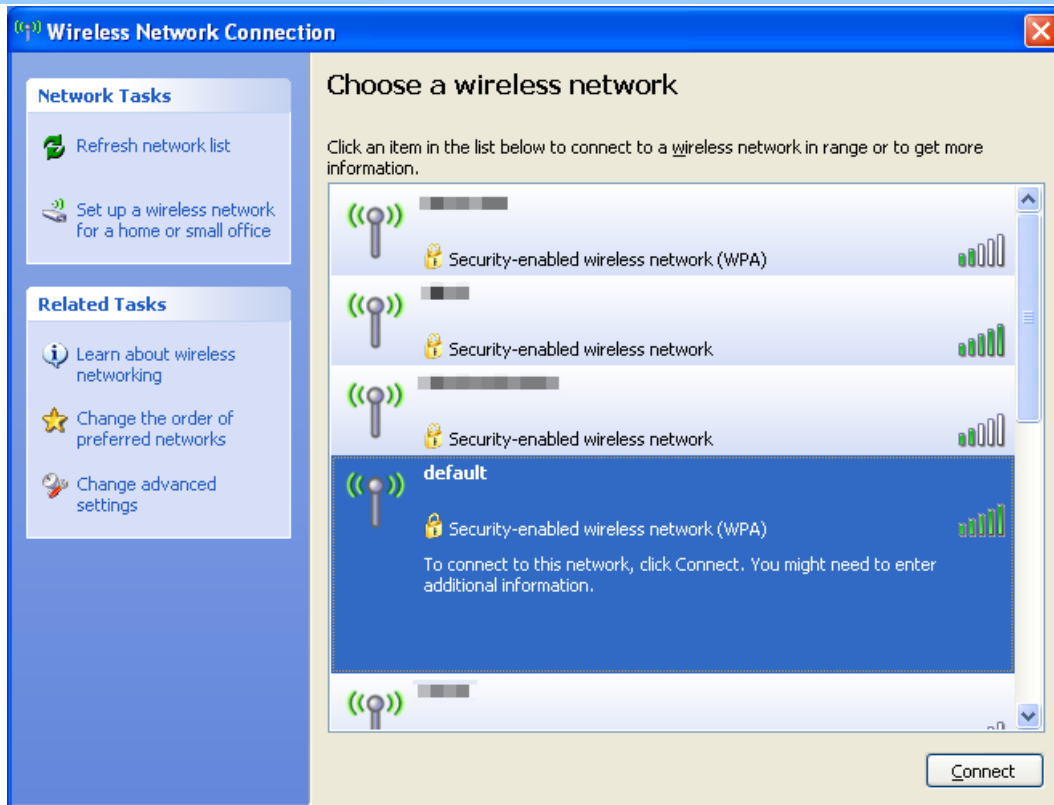 Wireless Network Connection
Network Tasks
Refresh network list
Set up a wireless network
for a home or small office
Related Tasks
Learn about wireless
networking
Change the order of
preferred networks
Change advanced
settings
Choose a wireless network
Click an item in the list below to connect to a wireless network in range or to get more
information.
Security-enabled wireless network (WPA)
Security-enabled wireless network
Security-enabled wireless network
default
Security-enabled wireless network (WPA)
To connect to this network, click Connect. You might need to enter
additional information.
Connect